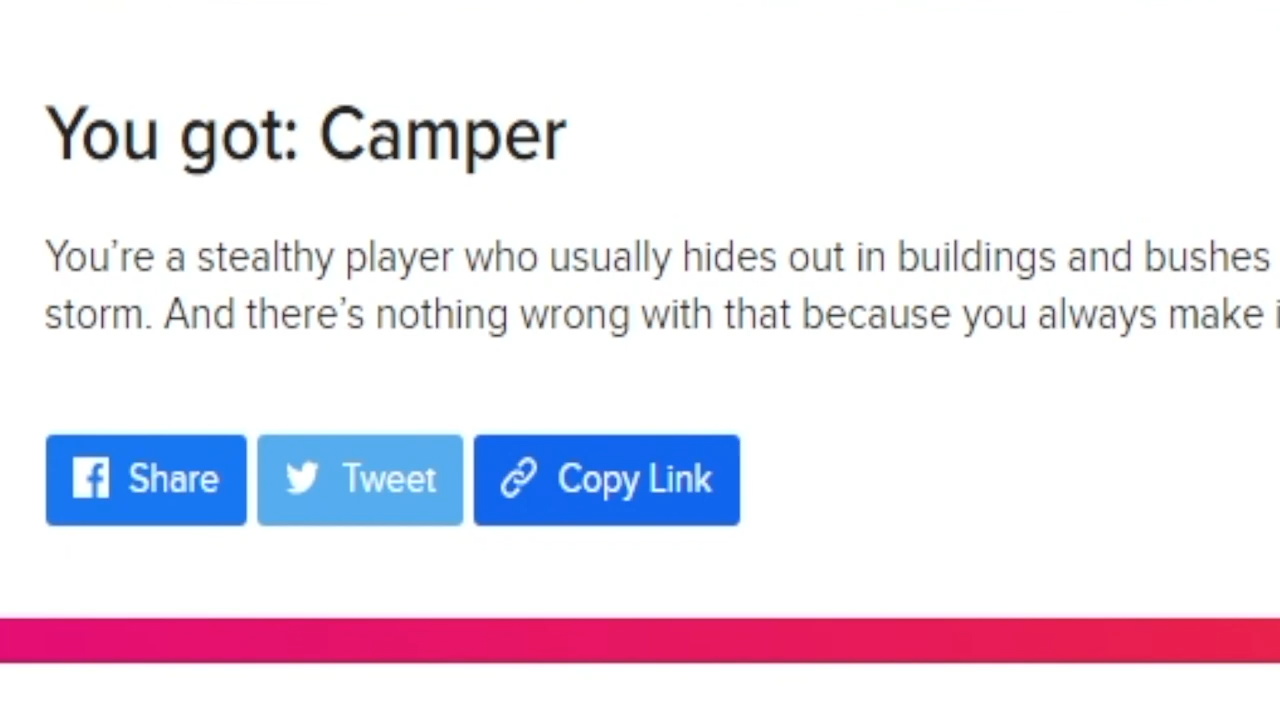 You got: Camper
You’re a stealthy player who usually hides out in buildings and bushes
storm. And there’s nothing wrong with that because you always make
Share Tweet Copy Link